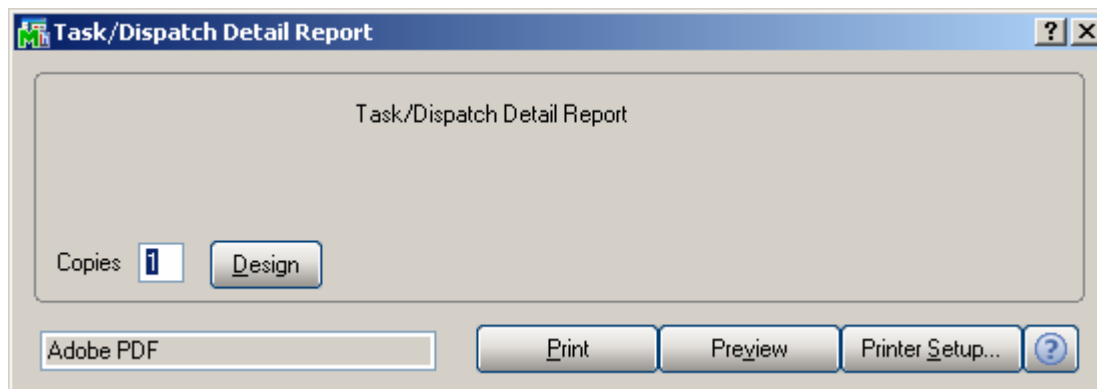 Task/Dispatch Detail Report
Task/Dispatch Detail Report
Copies 1 Design
Adobe PDF Print Preview Printer Setup... ?